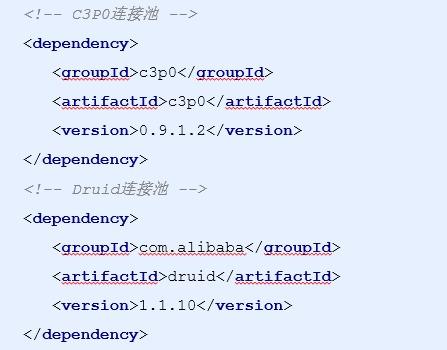 <!-- C3P0连接池 -->
<dependency>
<groupId>c3p0</groupId>
<artifactId>c3p0</artifactId>
<version>0.9.1.2</version>
</dependency>
<!-- Druid连接池 -->
<dependency>
<groupId>com.alibaba</groupId>
<artifactId>druid</artifactId>
<version>1.1.10</version>
</dependency>